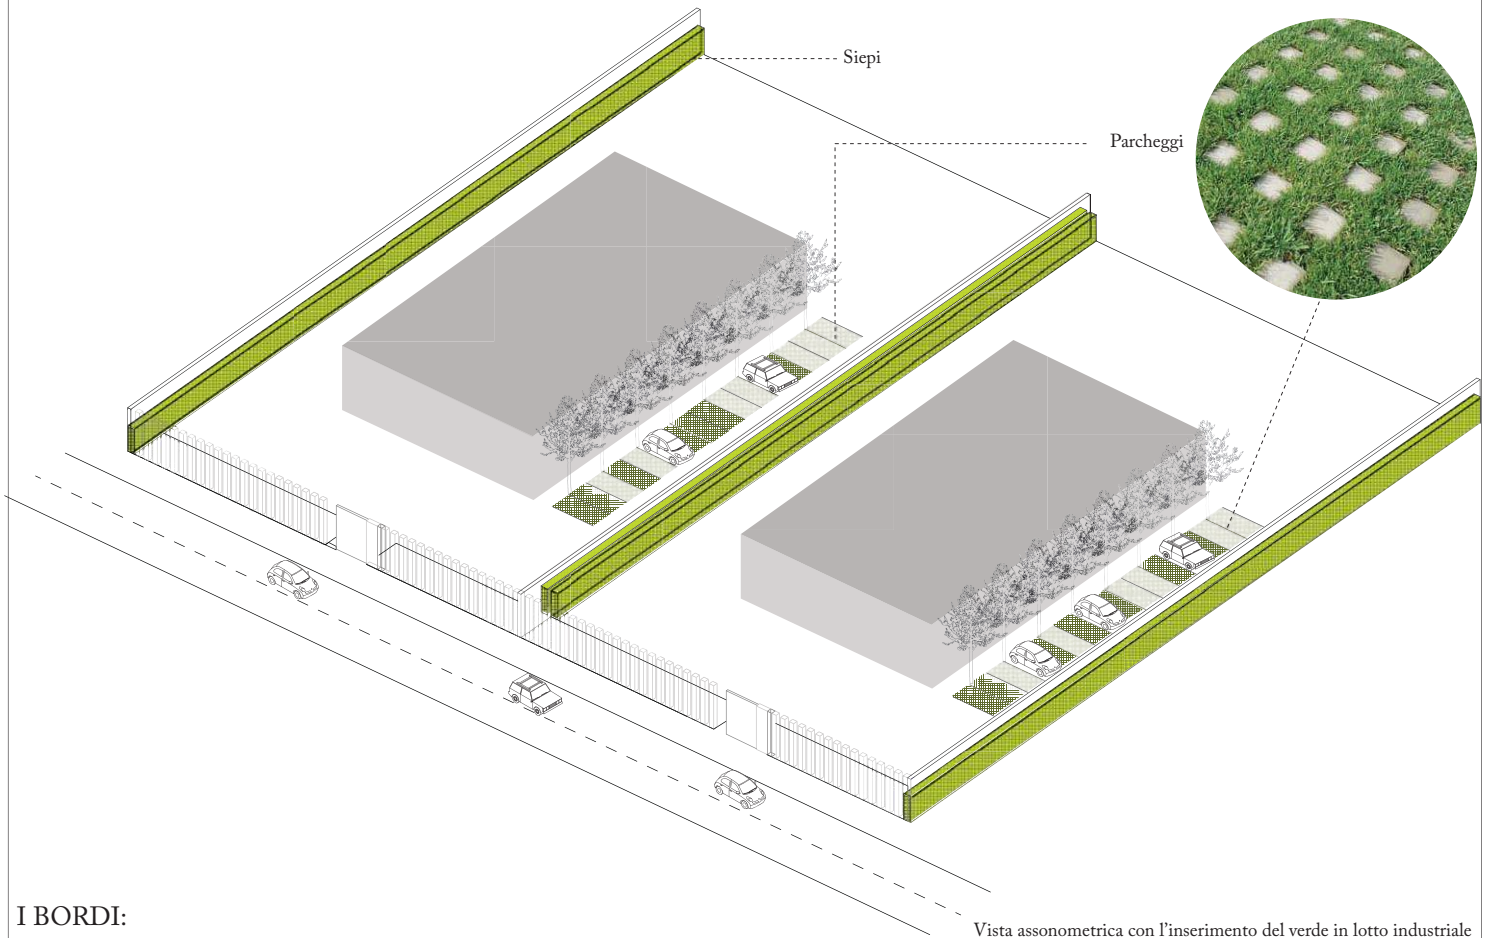 Siepi
Parcheggi
I BORDI:
Vista assonometrica con l'inserimento del verde in lotto industriale